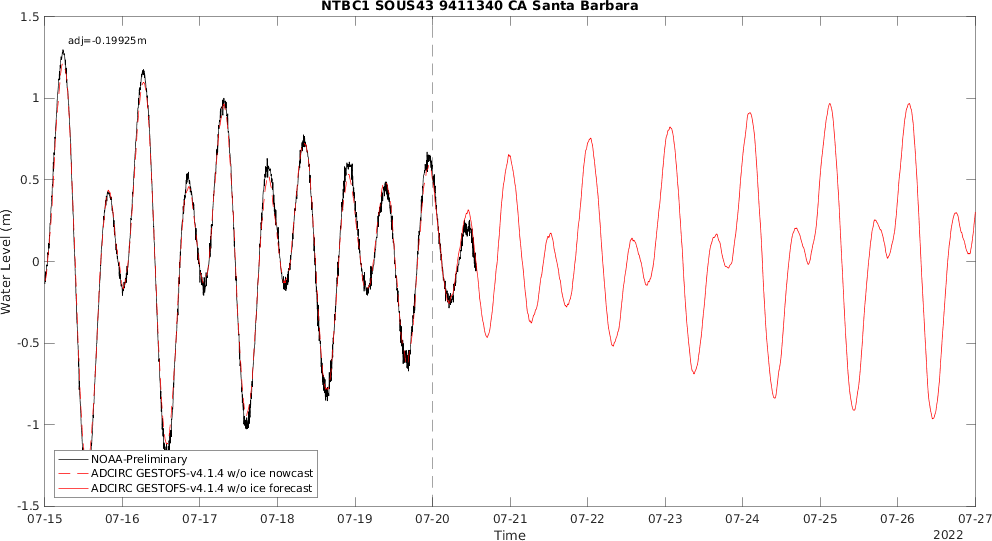 NTBC1 SOUS43 9411340 CA Santa Barbara
adj=-0.19925m
1.5
1
0.5
0
-0.5
-1
-1.5
Water Level (m)
NOAA-Preliminary
ADCIRC GESTOFS-v4.1.4 w/o ice nowcast
ADCIRC GESTOFS-v4.1.4 w/o ice forecast
07-15 07-16 07-17 07-18 07-19 07-20 07-21 07-22 07-23 07-24 07-25 07-26 07-27
Time
2022